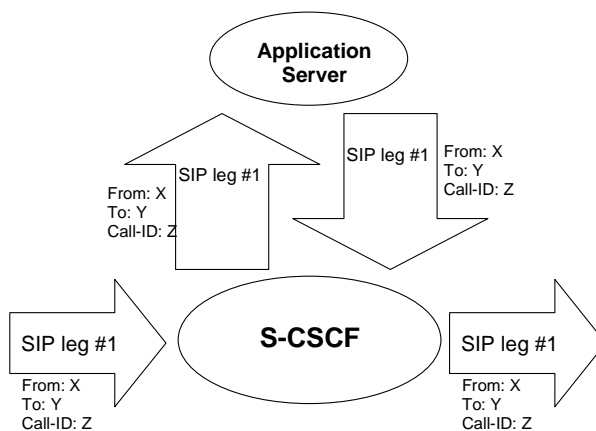 Application
Server
SIP leg #1
From: X
To: Y
Call-ID: Z
SIP leg #1
From: X
To: Y
Call-ID: Z
SIP leg #1
From: X
To: Y
Call-ID: Z
S-CSCF
SIP leg #1
From: X
To: Y
Call-ID: Z